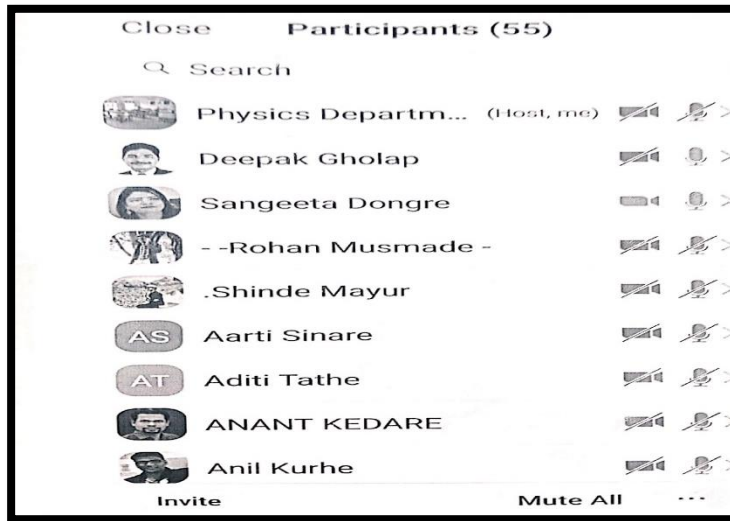 Close Participants (55)
Search
Physics Departm... (Host, me)
Deepak Gholap
Sangeeta Dongre
- -Rohan Musmade -
.Shinde Mayur
AS Aarti Sinare
AT Aditi Tathe
ANANT KEDARE
Anil Kurhe
Invite Mute All ...